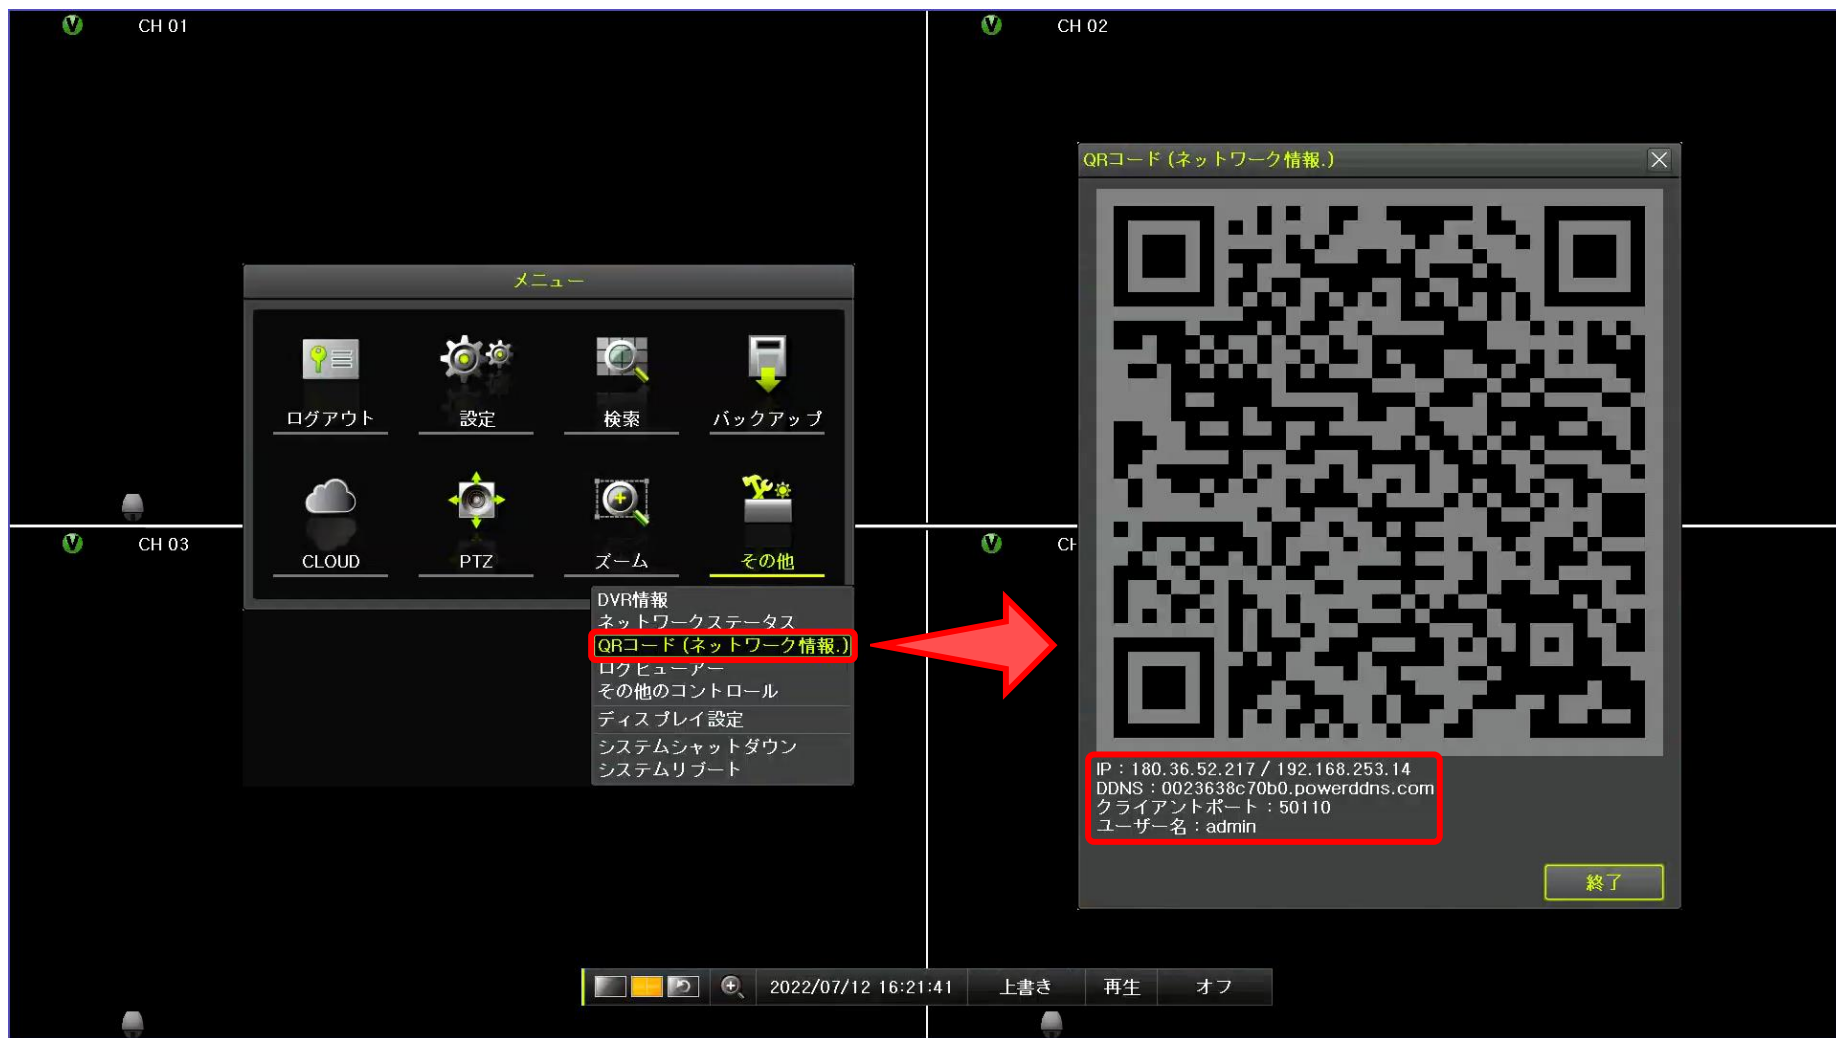 CH 01
CH 02
QRコード (ネットワーク情報.)
メニュー
ログアウト
設定
検索
バックアップ
CLOUD
PTZ
ズーム
その他
CH 03
CH
DVR情報
ネットワークステータス
QRコード (ネットワーク情報.)
ログビューアー
その他のコントロール
ディスプレイ設定
システムシャットダウン
システムリブート
IP : 180.36.52.217 / 192.168.253.14
DDNS : 0023638c70b0.powerddns.com
クライアントポート : 50110
ユーザー名 : admin
終了
2022/07/12 16:21:41
上書き
再生
オフ